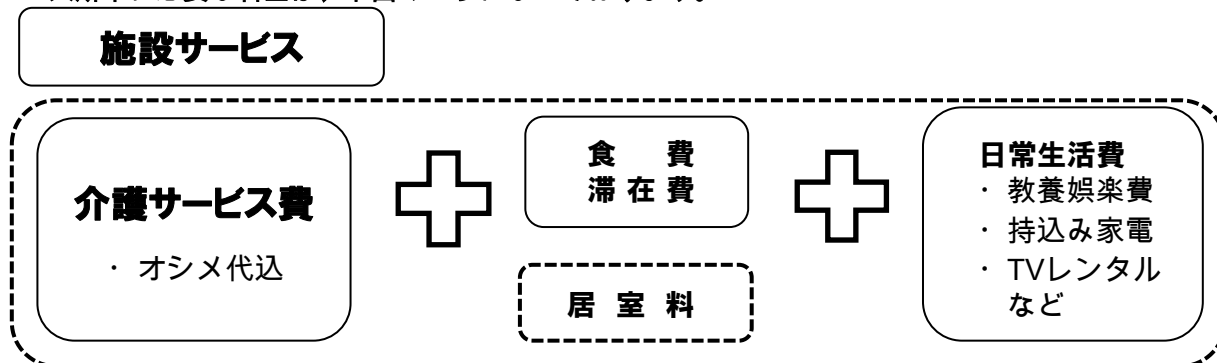 施設サービス
介護サービス費
・ オシメ代込
食　費
滞 在 費
居 室 料
日常生活費
・ 教養娯楽費
・ 持込み家電
・ TVレンタル
など